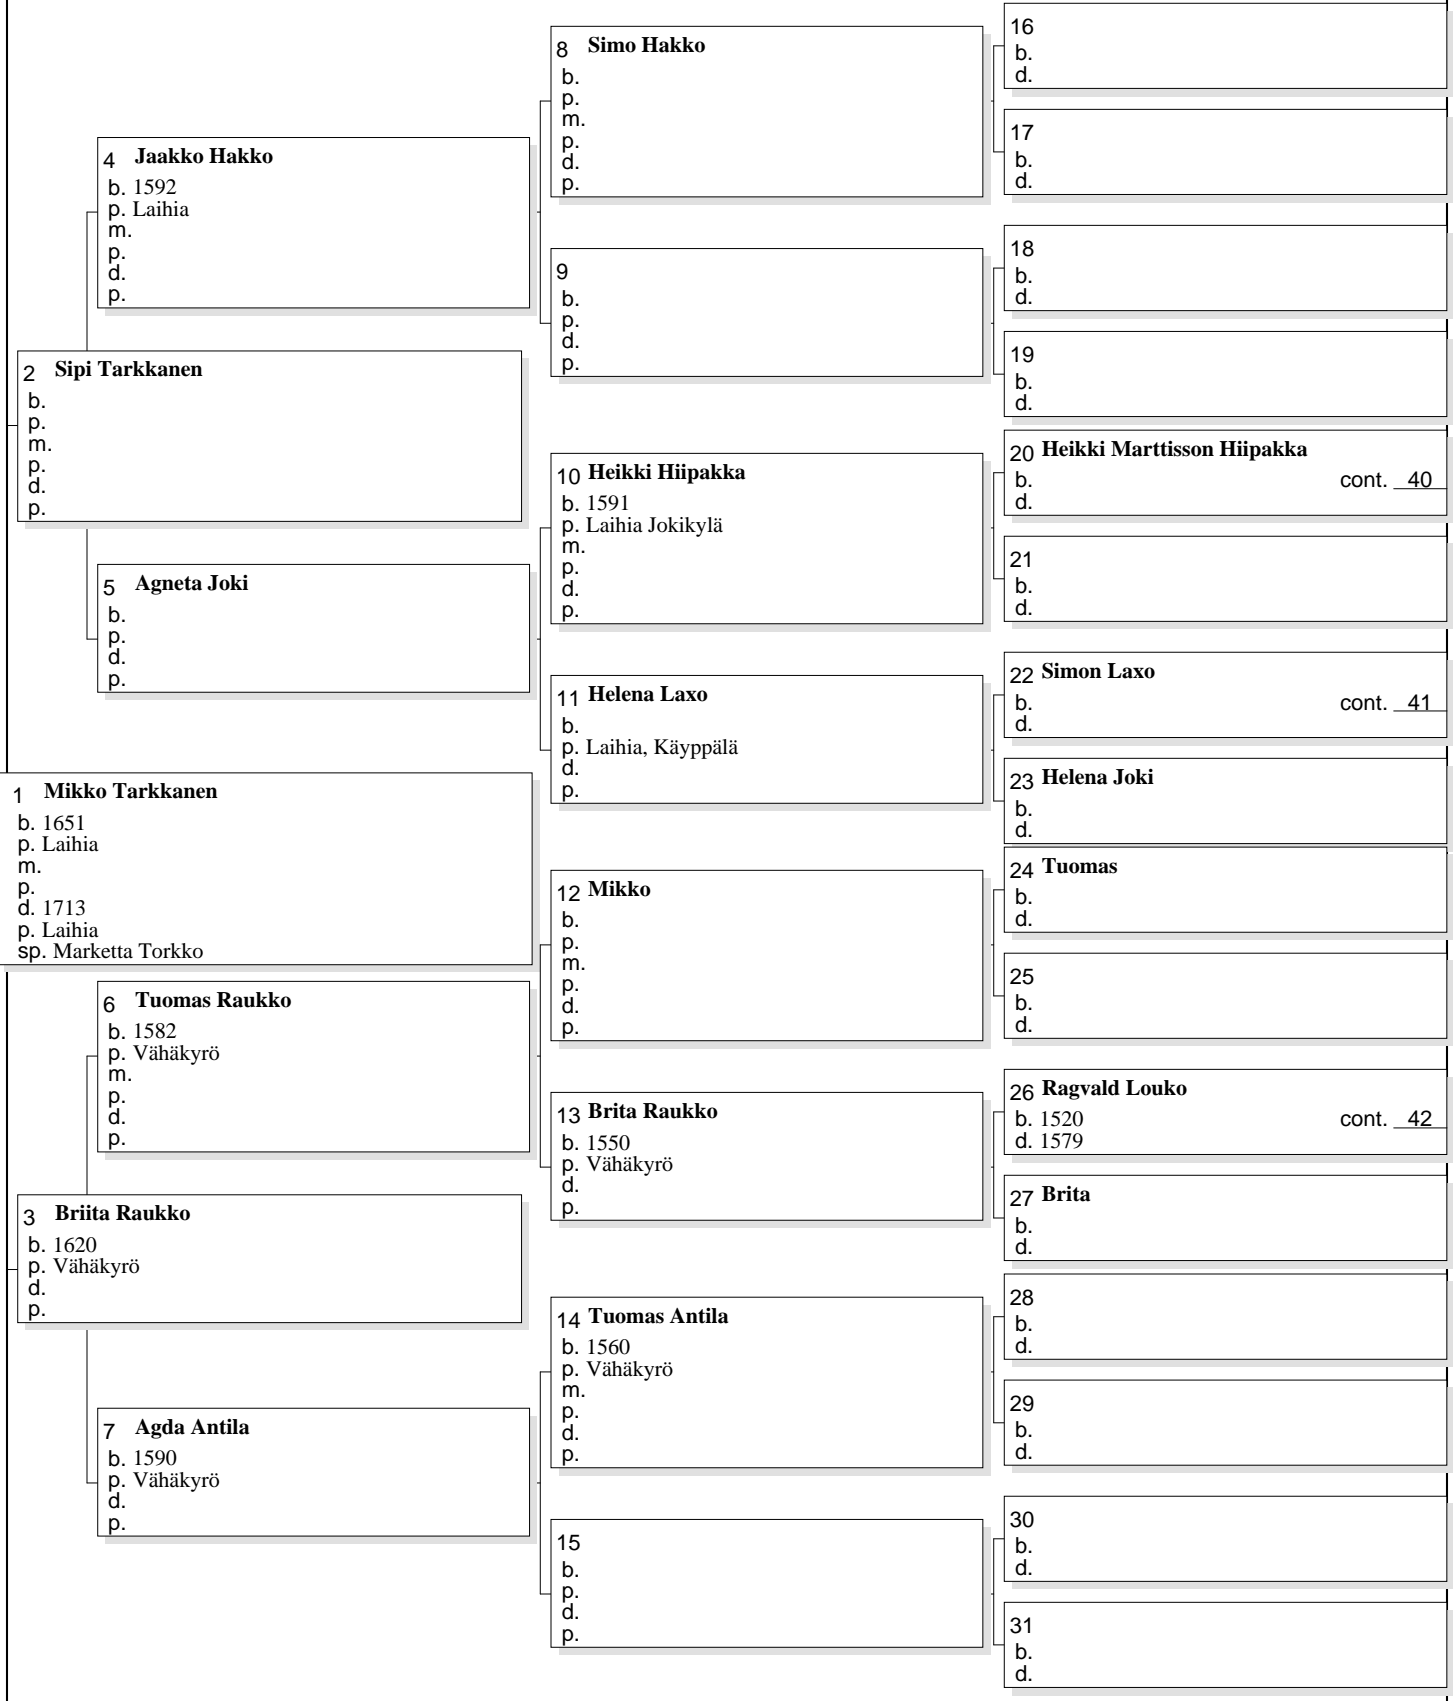 16
b.
d.
8 Simo Hakko
b.
p.
m.
p.
d.
p.
17
b.
d.
4 Jaakko Hakko
b. 1592
p. Laihia
m.
p.
d.
p.
18
b.
d.
9
b.
p.
d.
p.
19
b.
d.
2 Sipi Tarkkanen
b.
p.
m.
p.
d.
p.
20 Heikki Marttisson Hiipakka
b. cont. 40
d.
10 Heikki Hiipakka
b. 1591
p. Laihia Jokikylä
m.
p.
d.
p.
21
b.
d.
5 Agneta Joki
b.
p.
d.
p.
22 Simon Laxo
b. cont. 41
d.
11 Helena Laxo
b.
p. Laihia, Käyppälä
d.
p.
23 Helena Joki
b.
d.
1 Mikko Tarkkanen
b. 1651
p. Laihia
m.
p.
d. 1713
p. Laihia
sp. Marketta Torkko
24 Tuomas
b.
d.
12 Mikko
b.
p.
m.
p.
d.
p.
25
b.
d.
6 Tuomas Raukko
b. 1582
p. Vähäkyrö
m.
p.
d.
p.
26 Ragvald Louko
b. 1520 cont. 42
d. 1579
13 Brita Raukko
b. 1550
p. Vähäkyrö
d.
p.
27 Brita
b.
d.
3 Briita Raukko
b. 1620
p. Vähäkyrö
d.
p.
28
b.
d.
14 Tuomas Antila
b. 1560
p. Vähäkyrö
m.
p.
d.
p.
29
b.
d.
7 Agda Antila
b. 1590
p. Vähäkyrö
d.
p.
30
b.
d.
15
b.
p.
d.
p.
31
b.
d.